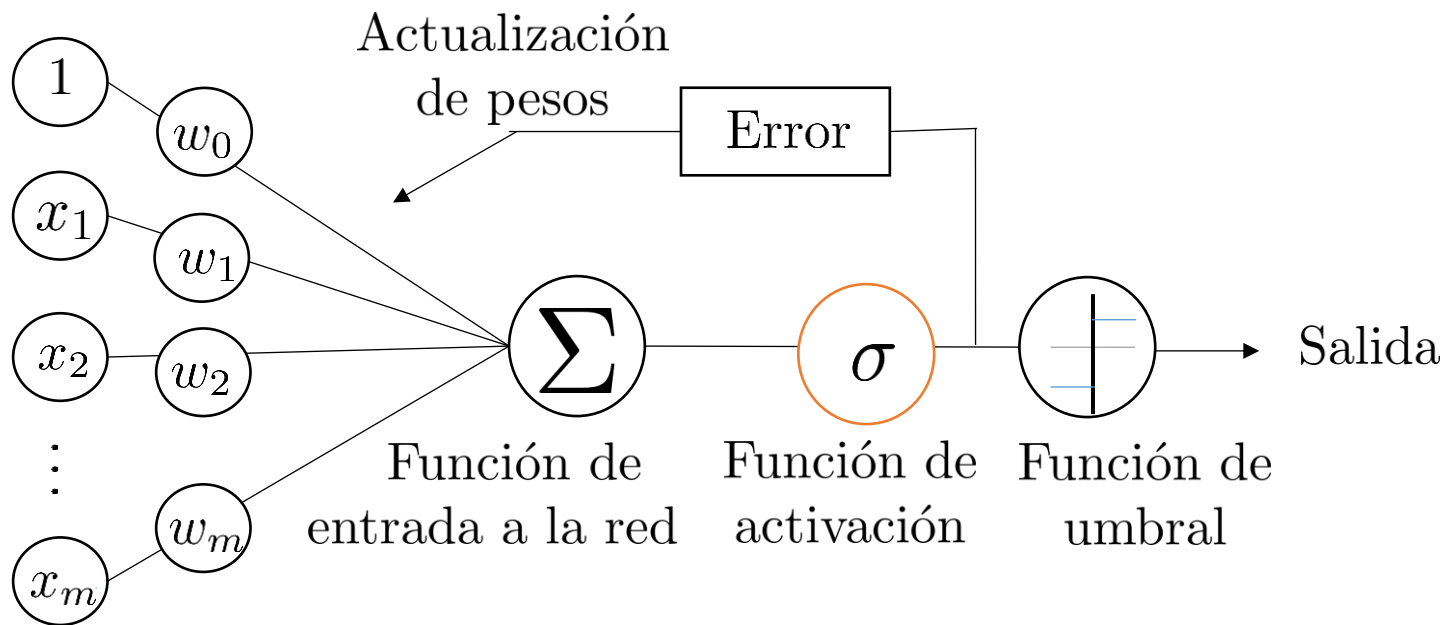 Actualización
de pesos
1
w₀
Error
x₁
w₁
x₂
w₂
∑
σ
Salida
⋮
Función de
entrada a la red
Función de
activación
Función de
umbral
wₘ
xₘ